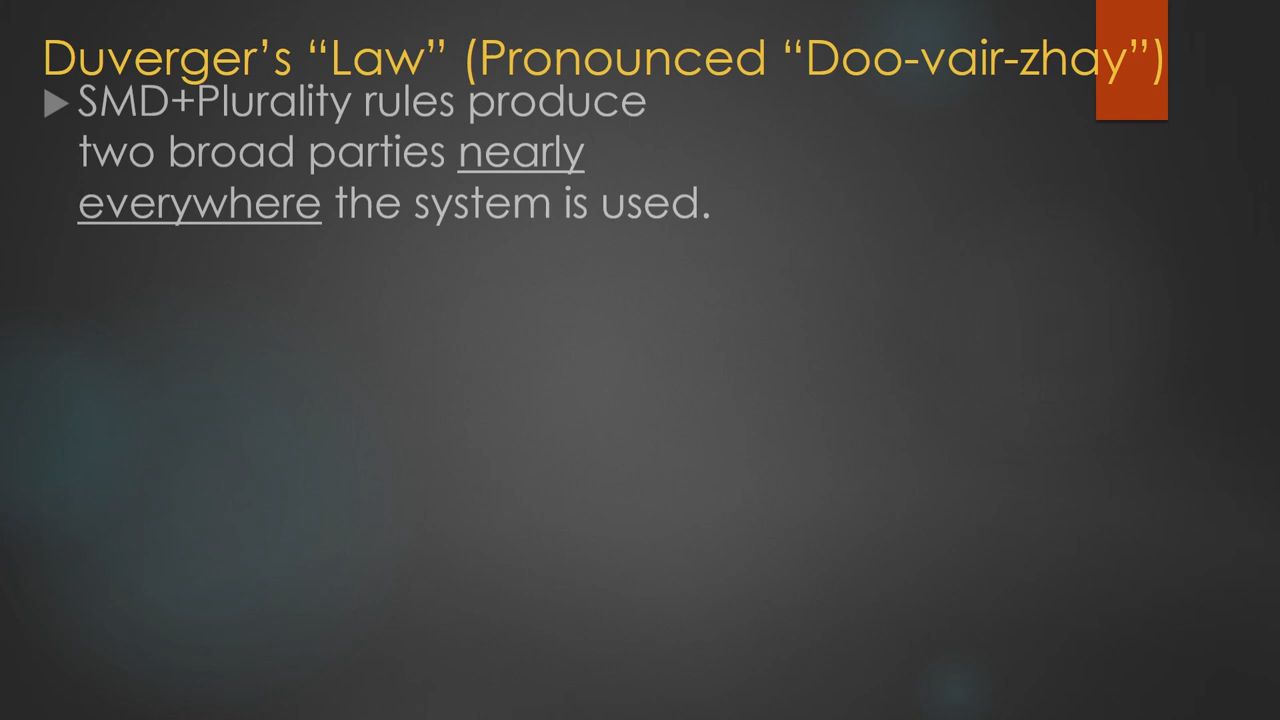 Duverger’s “Law” (Pronounced “Doo-vair-zhay”)
SMD+Plurality rules produce
two broad parties nearly
everywhere the system is used.